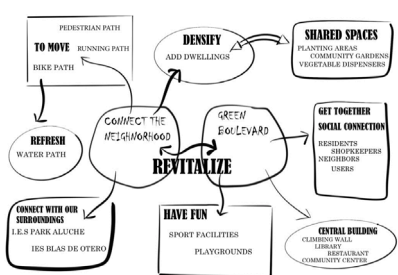 PEDESTRIAN PATH
TO MOVE
RUNNING PATH
BIKE PATH
DENSIFY
ADD DWELLINGS
SHARED SPACES
PLANTING AREAS
COMMUNITY GARDENS
VEGETABLE DISPENSERS
REFRESH
WATER PATH
CONNECT THE
NEIGHNORHOOD
GREEN
BOULEVARD
REVITALIZE
GET TOGETHER
SOCIAL CONNECTION
RESIDENTS
SHOPKEEPERS
NEIGHBORS
USERS
CONNECT WITH OUR
SURROUNDINGS
I.E.S PARK ALUCHE
IES BLAS DE OTERO
HAVE FUN
SPORT FACILITIES
PLAYGROUNDS
CENTRAL BUILDING
CLIMBING WALL
LIBRARY
RESTAURANT
COMMUNITY CENTER